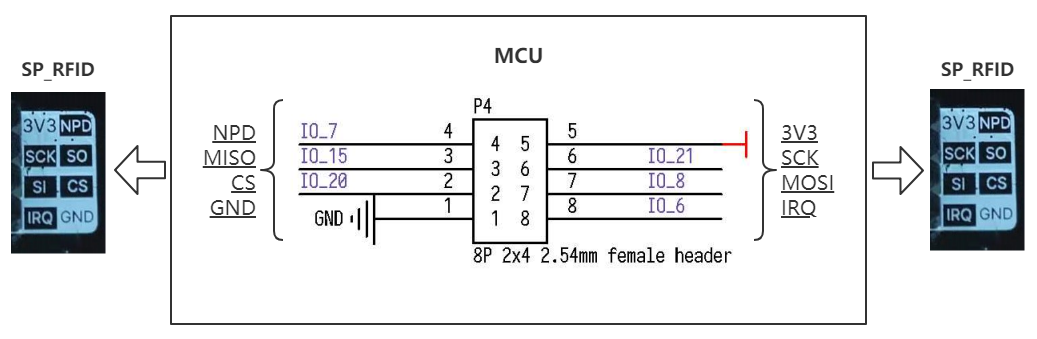 MCU
SP_RFID
3V3 NPD
SCK SO
SI CS
IRQ GND
NPD
MISO
CS
GND
P4
IO_7 4 4 5 5
IO_15 3 3 6 6 IO_21
IO_20 2 2 7 7 IO_8
GND 1 1 8 8 IO_6
8P 2x4 2.54mm female header
3V3
SCK
MOSI
IRQ
SP_RFID
3V3 NPD
SCK SO
SI CS
IRQ GND